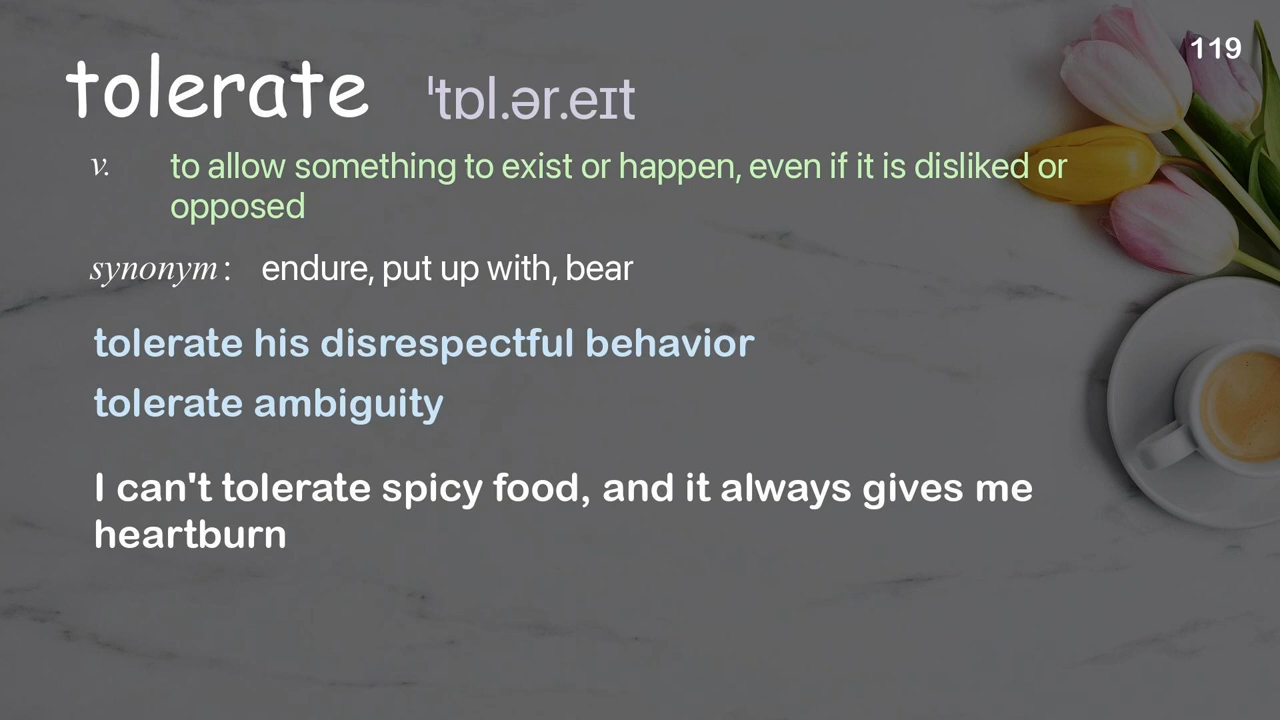 119
tolerate ˈtɒl.ər.eɪt
v. to allow something to exist or happen, even if it is disliked or
opposed
synonym: endure, put up with, bear
tolerate his disrespectful behavior
tolerate ambiguity
I can't tolerate spicy food, and it always gives me
heartburn